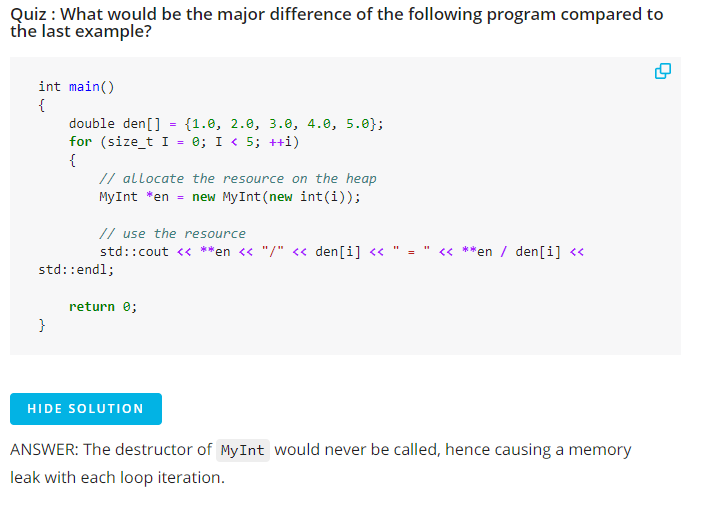 Quiz : What would be the major difference of the following program compared to
the last example?
int main()
{
    double den[] = {1.0, 2.0, 3.0, 4.0, 5.0};
    for (size_t I = 0; I < 5; ++i)
    {
        // allocate the resource on the heap
        MyInt *en = new MyInt(new int(i));

        // use the resource
        std::cout << **en << "/" << den[i] << " = " << **en / den[i] <<
std::endl;

    return 0;
}
HIDE SOLUTION
ANSWER: The destructor of MyInt would never be called, hence causing a memory
leak with each loop iteration.